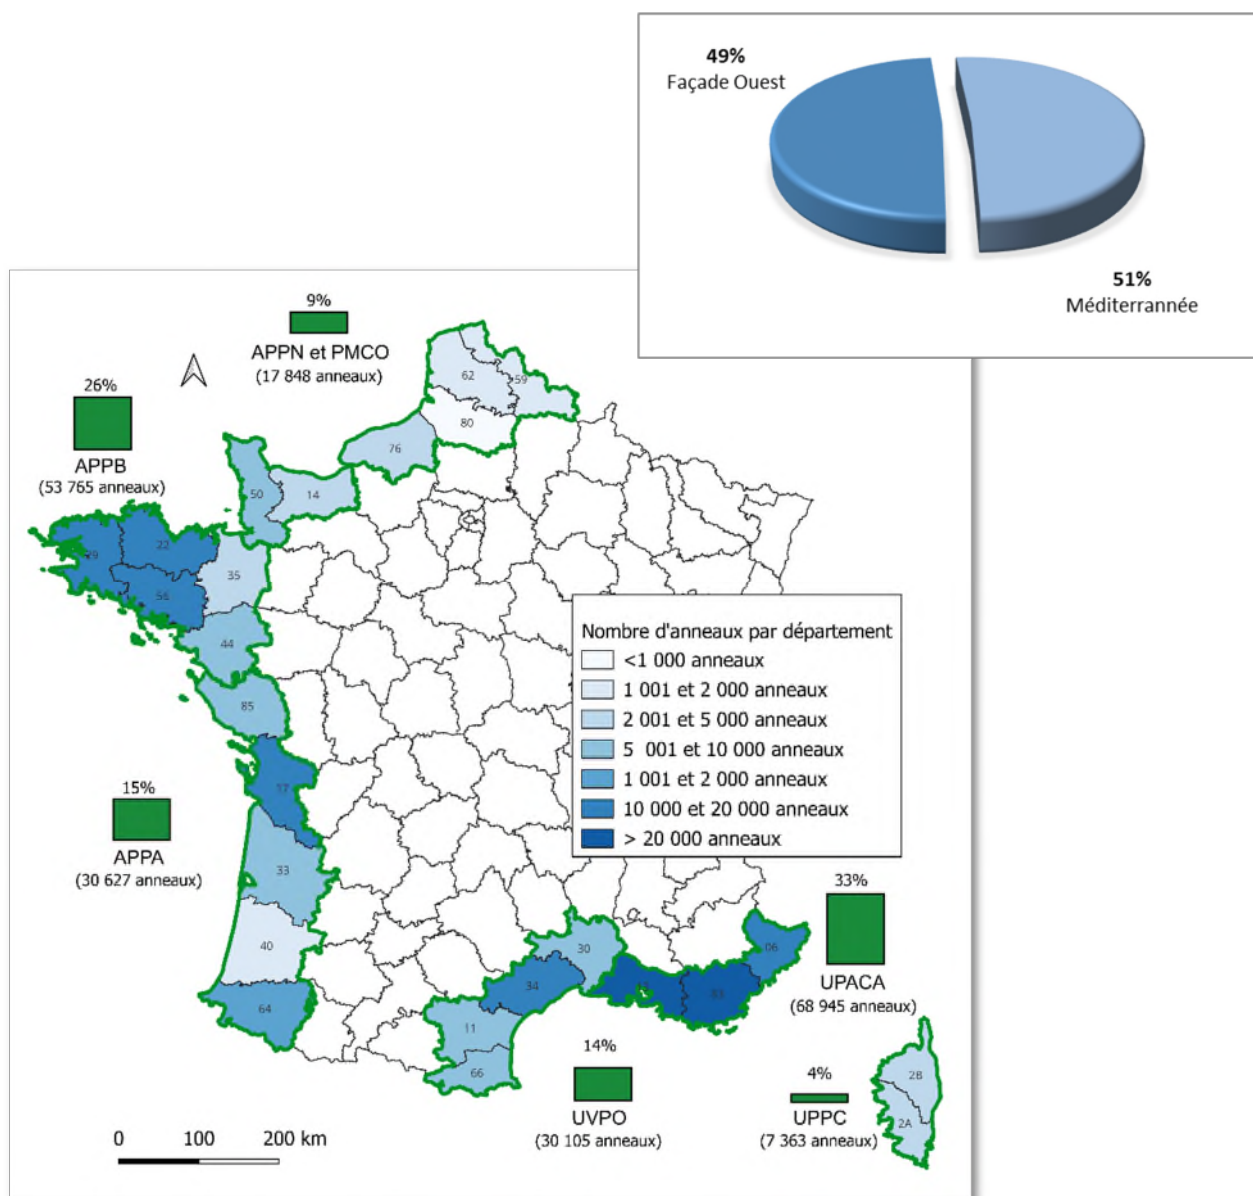 49%
Façade Ouest
51%
Méditerrannée
9%
APPN et PMCO
(17 848 anneaux)
26%
APPB
(53 765 anneaux)
62
59
80
76
50
14
29
22
35
56
44
85
17
33
40
64
Nombre d'anneaux par département
<1 000 anneaux
1 001 et 2 000 anneaux
2 001 et 5 000 anneaux
5 001 et 10 000 anneaux
1 001 et 2 000 anneaux
10 000 et 20 000 anneaux
> 20 000 anneaux
15%
APPA
(30 627 anneaux)
33%
UPACA
(68 945 anneaux)
30
06
34
13
83
11
66
14%
UVPO
(30 105 anneaux)
4%
UPPC
(7 363 anneaux)
2B
2A
0 100 200 km